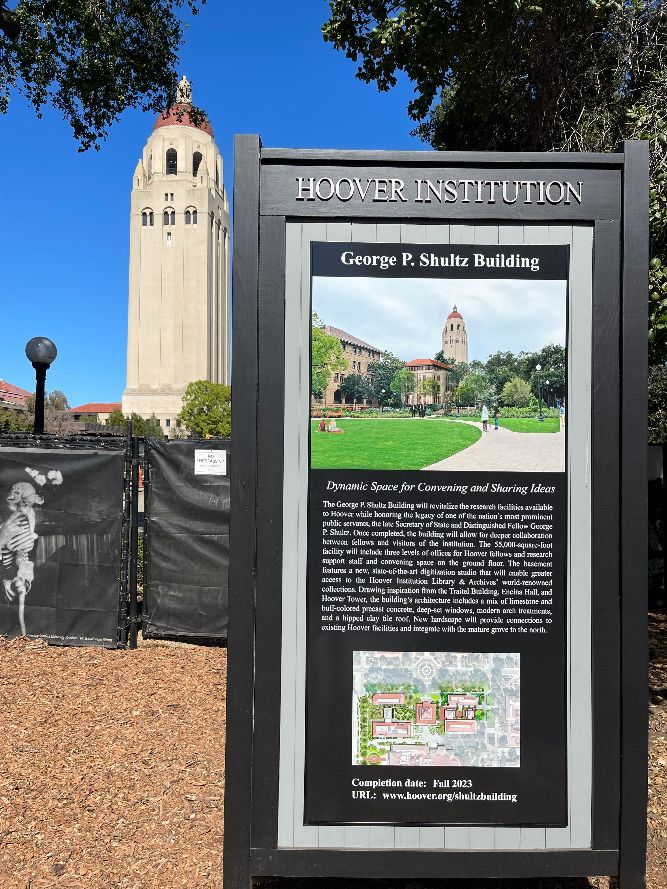 HOOVER INSTITUTION
George P. Shultz Building
Dynamic Space for Convening and Sharing Ideas
The George P. Shultz Building will revitalize the research facilities available
to Hoover while honoring the legacy of one of the nation's most prominent
public servants, the late Secretary of State and Distinguished Fellow George
P. Shultz. Once completed, the building will allow for deeper collaboration
between fellows and visitors of the institution. The 55,000-square-foot
facility will include three levels of offices for Hoover fellows and research
support staff and convening space on the ground floor. The basement
features a new, state-of-the-art digitization studio that will enable greater
access to the Hoover Institution Library & Archives' world-renowned
collections. Drawing inspiration from the Traitel Building, Encina Hall, and
Hoover Tower, the building's architecture includes a mix of limestone and
buff-colored precast concrete, deep-set windows, modern arch treatments,
and a hipped clay tile roof. New hardscape will provide connections to
existing Hoover facilities and integrate with the mature grove to the north.
Completion date: Fall 2023
URL: www.hoover.org/shultzbuilding
NO
TRESPASSING